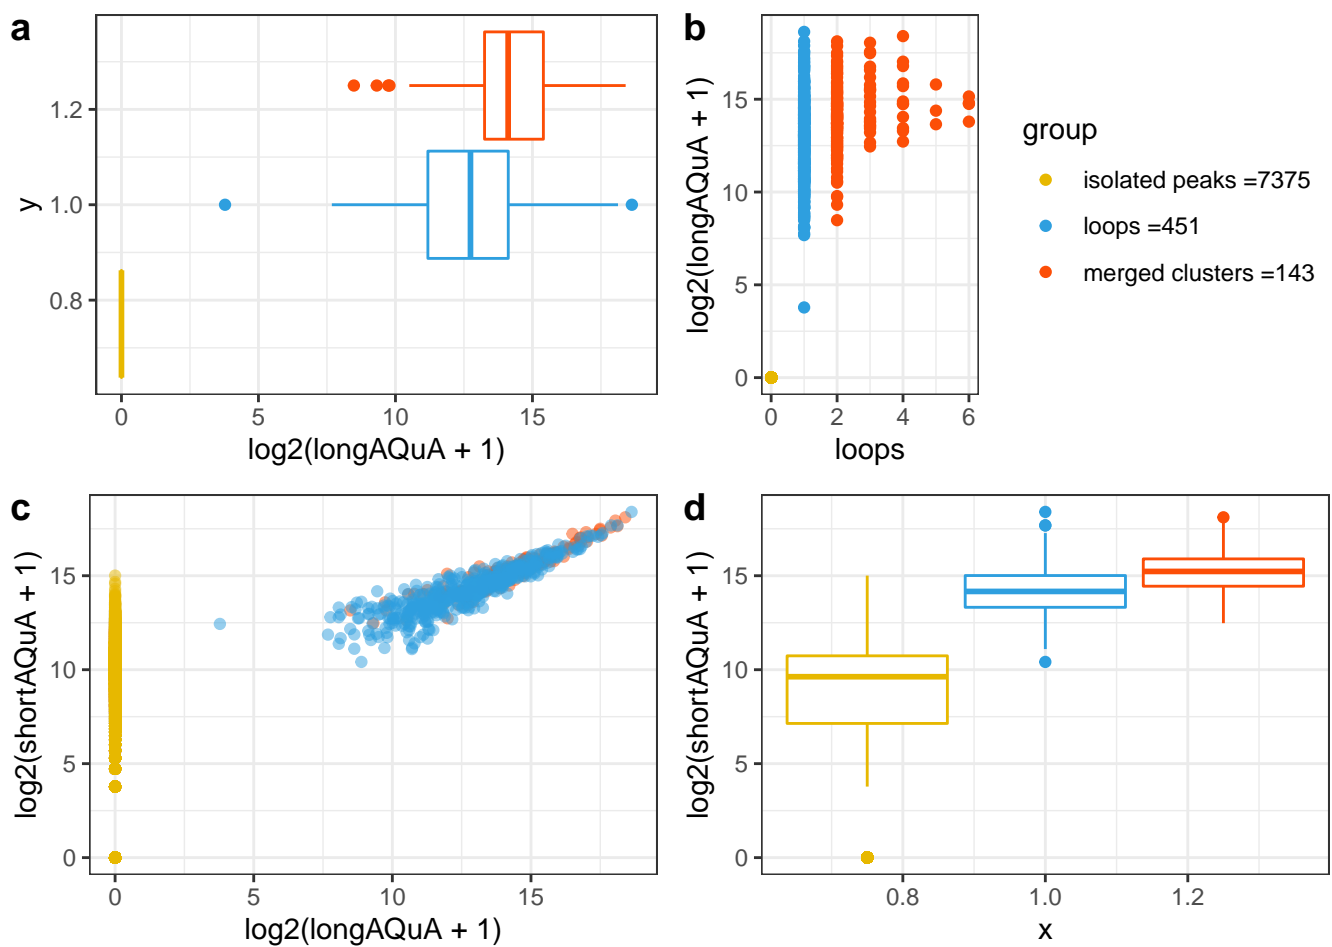 a
y
1.2
1.0
0.8
0
5
10
15
log2(longAQuA + 1)
b
log2(longAQuA + 1)
15
10
5
0
0
2
4
6
loops
group
isolated peaks =7375
loops =451
merged clusters =143
c
log2(shortAQuA + 1)
15
10
5
0
0
5
10
15
log2(longAQuA + 1)
d
log2(shortAQuA + 1)
15
10
5
0
0.8
1.0
1.2
x